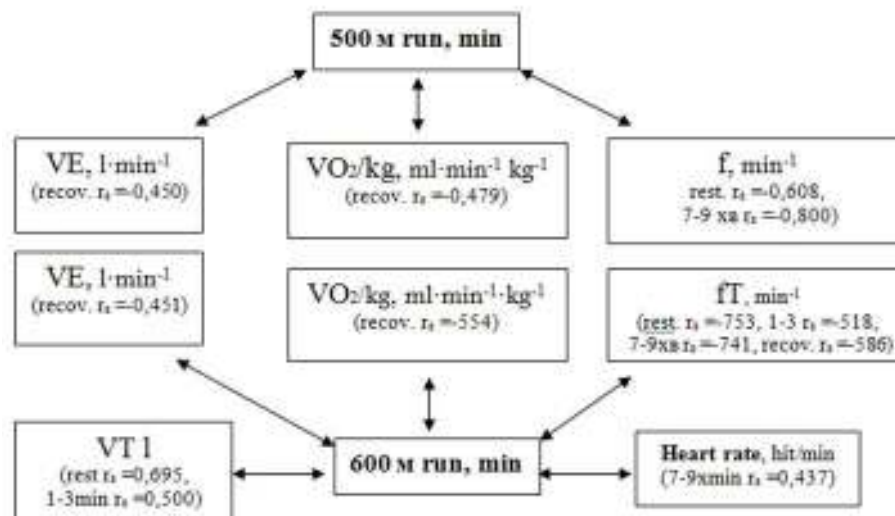 500 м run, min
VE, l·min⁻¹
(recov. rₛ =-0,450)
VO₂/kg, ml·min⁻¹ kg⁻¹
(recov. rₛ =-0,479)
f, min⁻¹
rest. rₛ =-0,608,
7-9 хв rₛ =-0,800)
VE, l·min⁻¹
(recov. rₛ =-0,451)
VO₂/kg, ml·min⁻¹·kg⁻¹
(recov. rₛ =-554)
fT, min⁻¹
(rest. rₛ =-753, 1-3 rₛ =-518,
7-9хв rₛ =-741, recov. rₛ =-586)
VT l
(rest rₛ =0,695,
1-3min rₛ =0,500)
600 м run, min
Heart rate, hit/min
(7-9xmin rₛ =0,437)